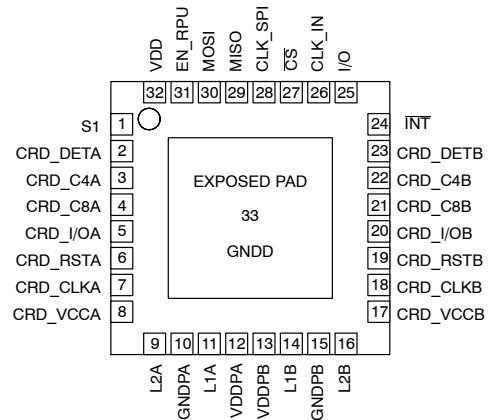 VDD
EN_RPU
MOSI
MISO
CLK_SPI
CS
CLK_IN
I/O
32 31 30 29 28 27 26 25
S1 1
CRD_DETA 2
CRD_C4A 3
CRD_C8A 4
CRD_I/OA 5
CRD_RSTA 6
CRD_CLKA 7
CRD_VCCA 8
EXPOSED PAD
33
GNDD
24 INT
23 CRD_DETB
22 CRD_C4B
21 CRD_C8B
20 CRD_I/OB
19 CRD_RSTB
18 CRD_CLKB
17 CRD_VCCB
9 10 11 12 13 14 15 16
L2A
GNDPA
L1A
VDDPA
VDDPB
L1B
GNDPB
L2B